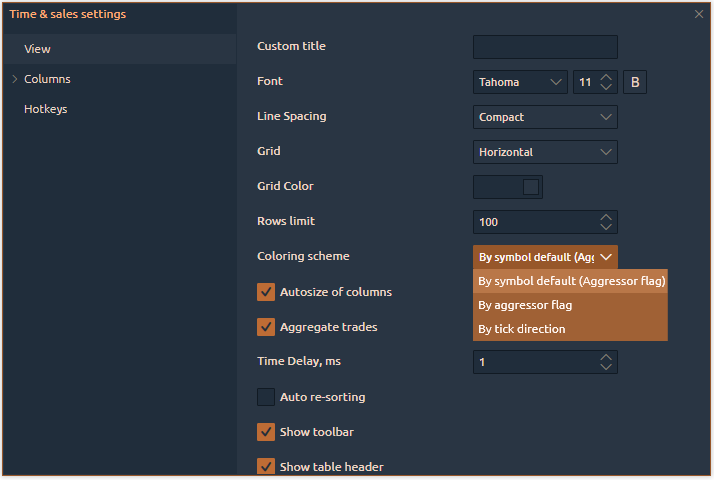 Time & sales settings
View
Columns
Hotkeys
Custom title
Font
Tahoma
11
B
Line Spacing
Compact
Grid
Horizontal
Grid Color
Rows limit
100
Coloring scheme
By symbol default (Agg
By symbol default (Aggressor flag)
By aggressor flag
By tick direction
Autosize of columns
Aggregate trades
Time Delay, ms
1
Auto re-sorting
Show toolbar
Show table header